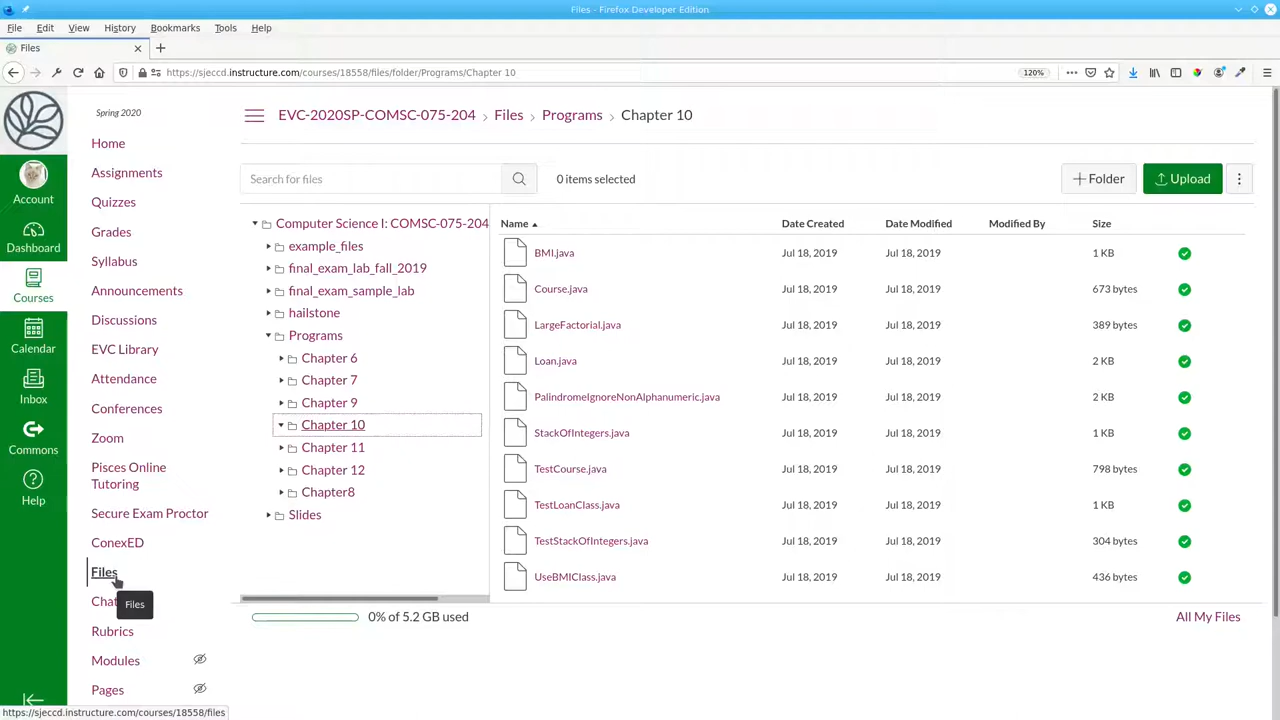 Files - Firefox Developer Edition
File Edit View History Bookmarks Tools Help
Files
https://sjeccd.instructure.com/courses/18558/files/folder/Programs/Chapter 10
120%
Spring 2020
Home
Assignments
Quizzes
Grades
Syllabus
Announcements
Discussions
EVC Library
Attendance
Conferences
Zoom
Pisces Online
Tutoring
Secure Exam Proctor
ConexED
Files
Chat
Files
Rubrics
Modules
Pages
Account
Dashboard
Courses
Calendar
Inbox
Commons
Help
EVC-2020SP-COMSC-075-204 › Files › Programs › Chapter 10
Search for files
0 items selected
+ Folder
Upload
Computer Science I: COMSC-075-204
example_files
final_exam_lab_fall_2019
final_exam_sample_lab
hailstone
Programs
Chapter 6
Chapter 7
Chapter 9
Chapter 10
Chapter 11
Chapter 12
Chapter8
Slides
Name Date Created Date Modified Modified By Size
BMI.java Jul 18, 2019 Jul 18, 2019 1 KB
Course.java Jul 18, 2019 Jul 18, 2019 673 bytes
LargeFactorial.java Jul 18, 2019 Jul 18, 2019 389 bytes
Loan.java Jul 18, 2019 Jul 18, 2019 2 KB
PalindromeIgnoreNonAlphanumeric.java Jul 18, 2019 Jul 18, 2019 2 KB
StackOfIntegers.java Jul 18, 2019 Jul 18, 2019 1 KB
TestCourse.java Jul 18, 2019 Jul 18, 2019 798 bytes
TestLoanClass.java Jul 18, 2019 Jul 18, 2019 1 KB
TestStackOfIntegers.java Jul 18, 2019 Jul 18, 2019 304 bytes
UseBMIClass.java Jul 18, 2019 Jul 18, 2019 436 bytes
0% of 5.2 GB used
All My Files
https://sjeccd.instructure.com/courses/18558/files